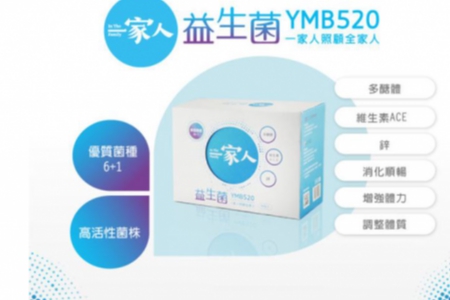 一家人
益生菌 YMB520
一家人照顧全家人
優質菌種
6+1
高活性菌株
一家人
益生菌 YMB520
多醣體
維生素ACE
鋅
消化順暢
增強體力
調整體質